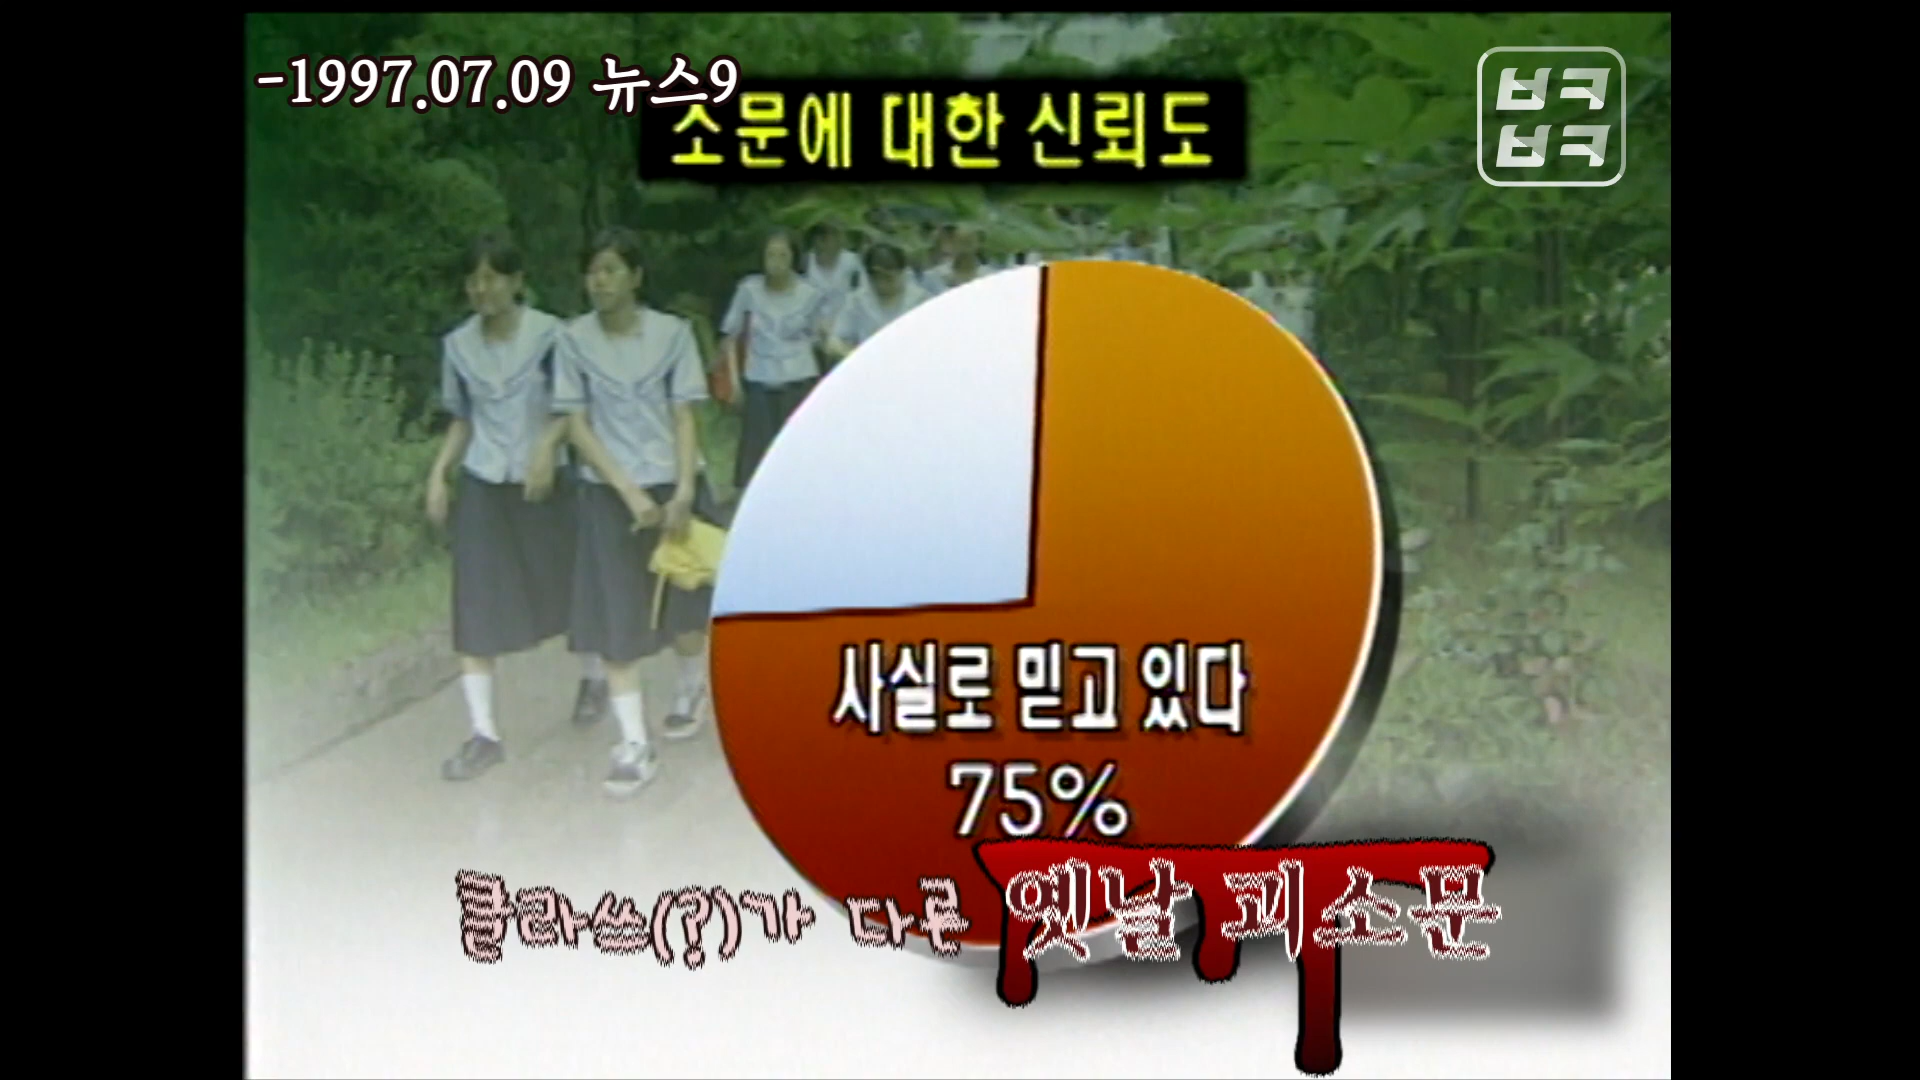 -1997.07.09 뉴스9
소문에 대한 신뢰도
ㅂㅋ
ㅂㅋ
사실로 믿고 있다
75%
클라쓰(?)가 다른 옛날 괴소문